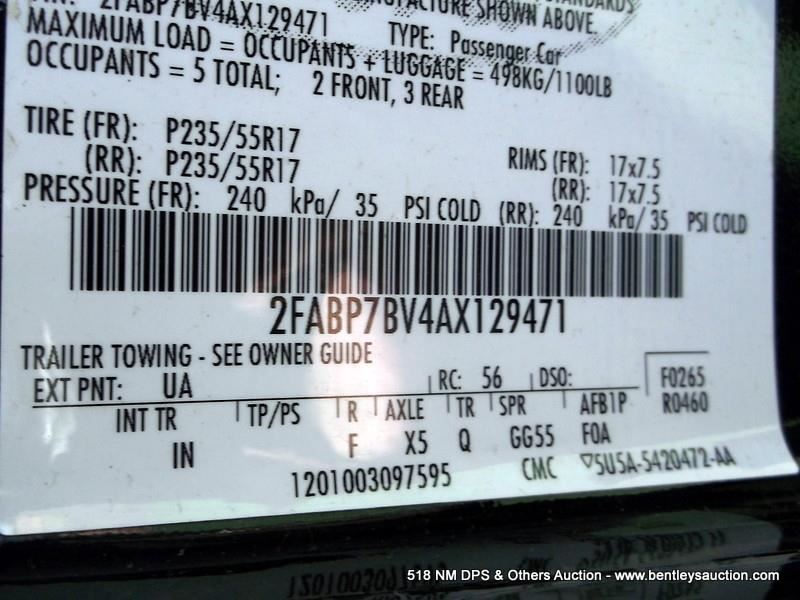 2FABP7BV4AX129471
SHOWN ABOVE.
MAXIMUM LOAD = OCCUPANTS + LUGGAGE = 498KG/1100LB
TYPE: Passenger Car
OCCUPANTS = 5 TOTAL; 2 FRONT, 3 REAR
TIRE (FR): P235/55R17 RIMS (FR): 17x7.5
(RR): P235/55R17 (RR): 17x7.5
PRESSURE (FR): 240 kPa/ 35 PSI COLD (RR): 240 kPa/ 35 PSI COLD
2FABP7BV4AX129471
TRAILER TOWING - SEE OWNER GUIDE
EXT PNT: UA RC: 56 DSO: F0265
INT TR TP/PS R AXLE TR SPR AFB1P R0460
IN F X5 Q GG55 F0A
1201003097595 CMC ▽5U5A-5420472-AA
518 NM DPS & Others Auction - www.bentleysauction.com